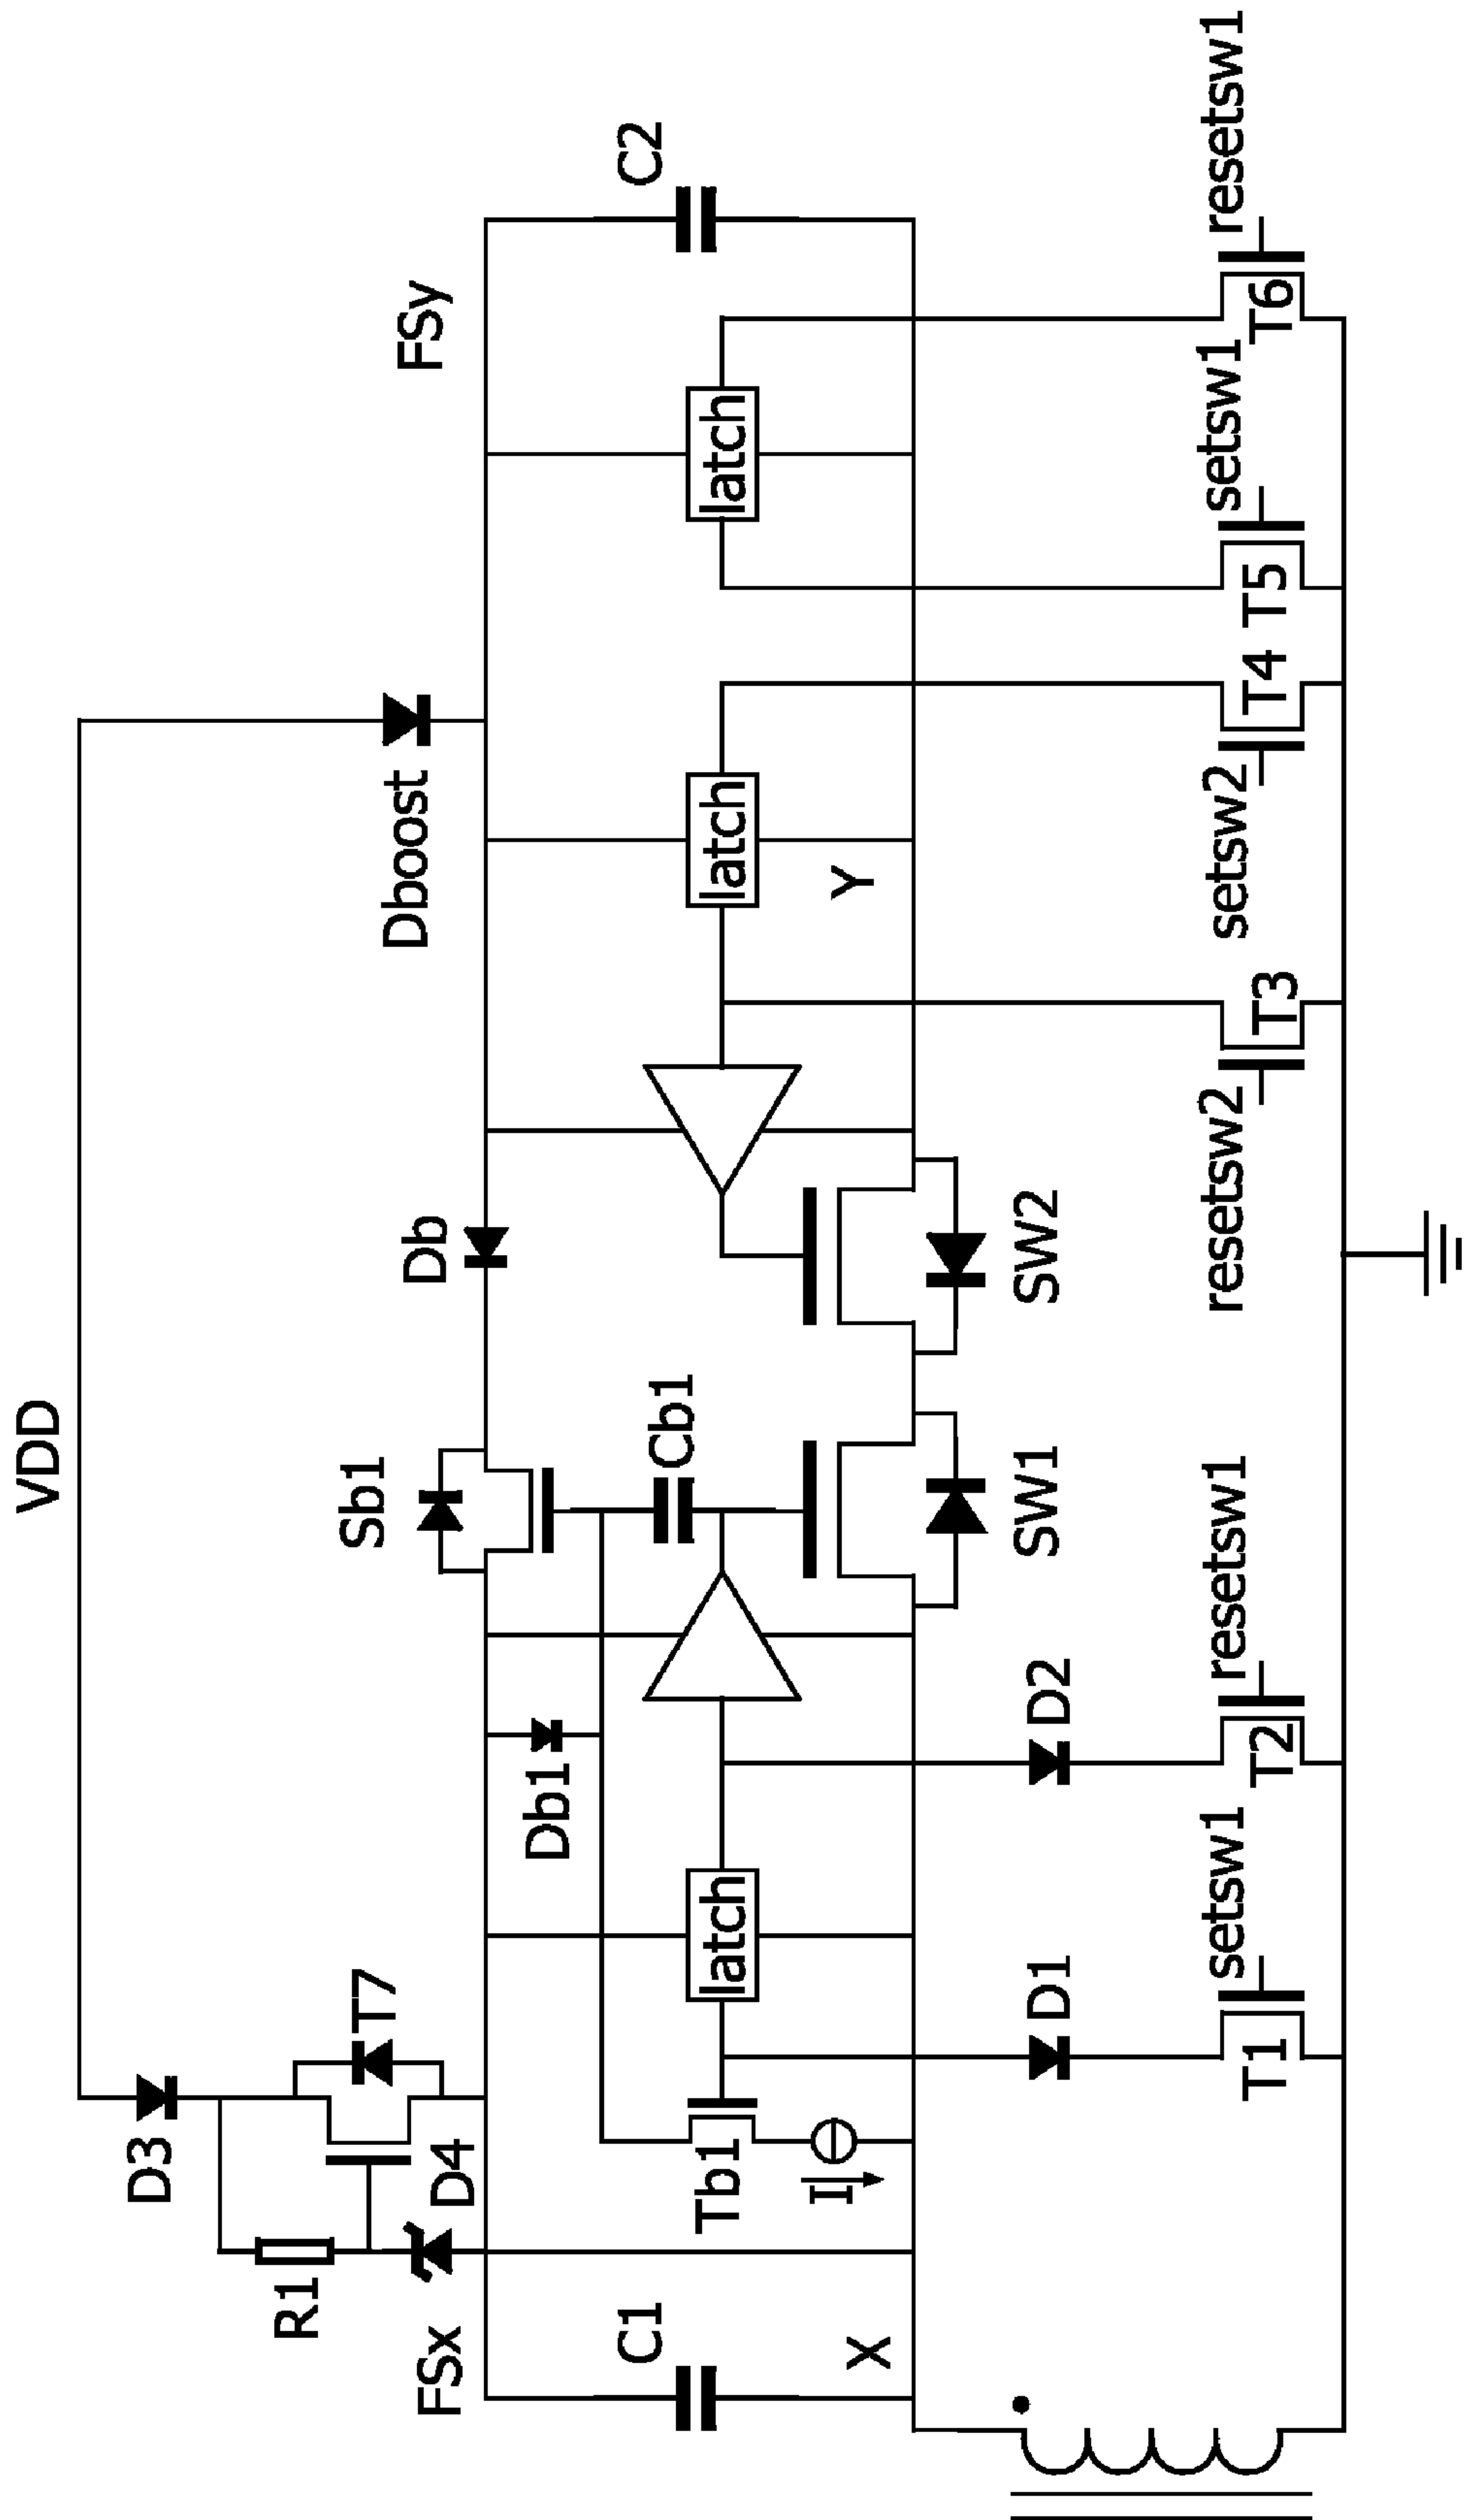 VDD
D3
T7
R1
D4
FSx
Sb1
Db
Dboost
FSy
Db1
C1
Cb1
C2
Tb1
I
latch
latch
latch
X
Y
D1
D2
SW1
SW2
T1
setsw1
T2
resetsw1
resetsw2
T3
setsw2
T4
T5
setsw1
T6
resetsw1